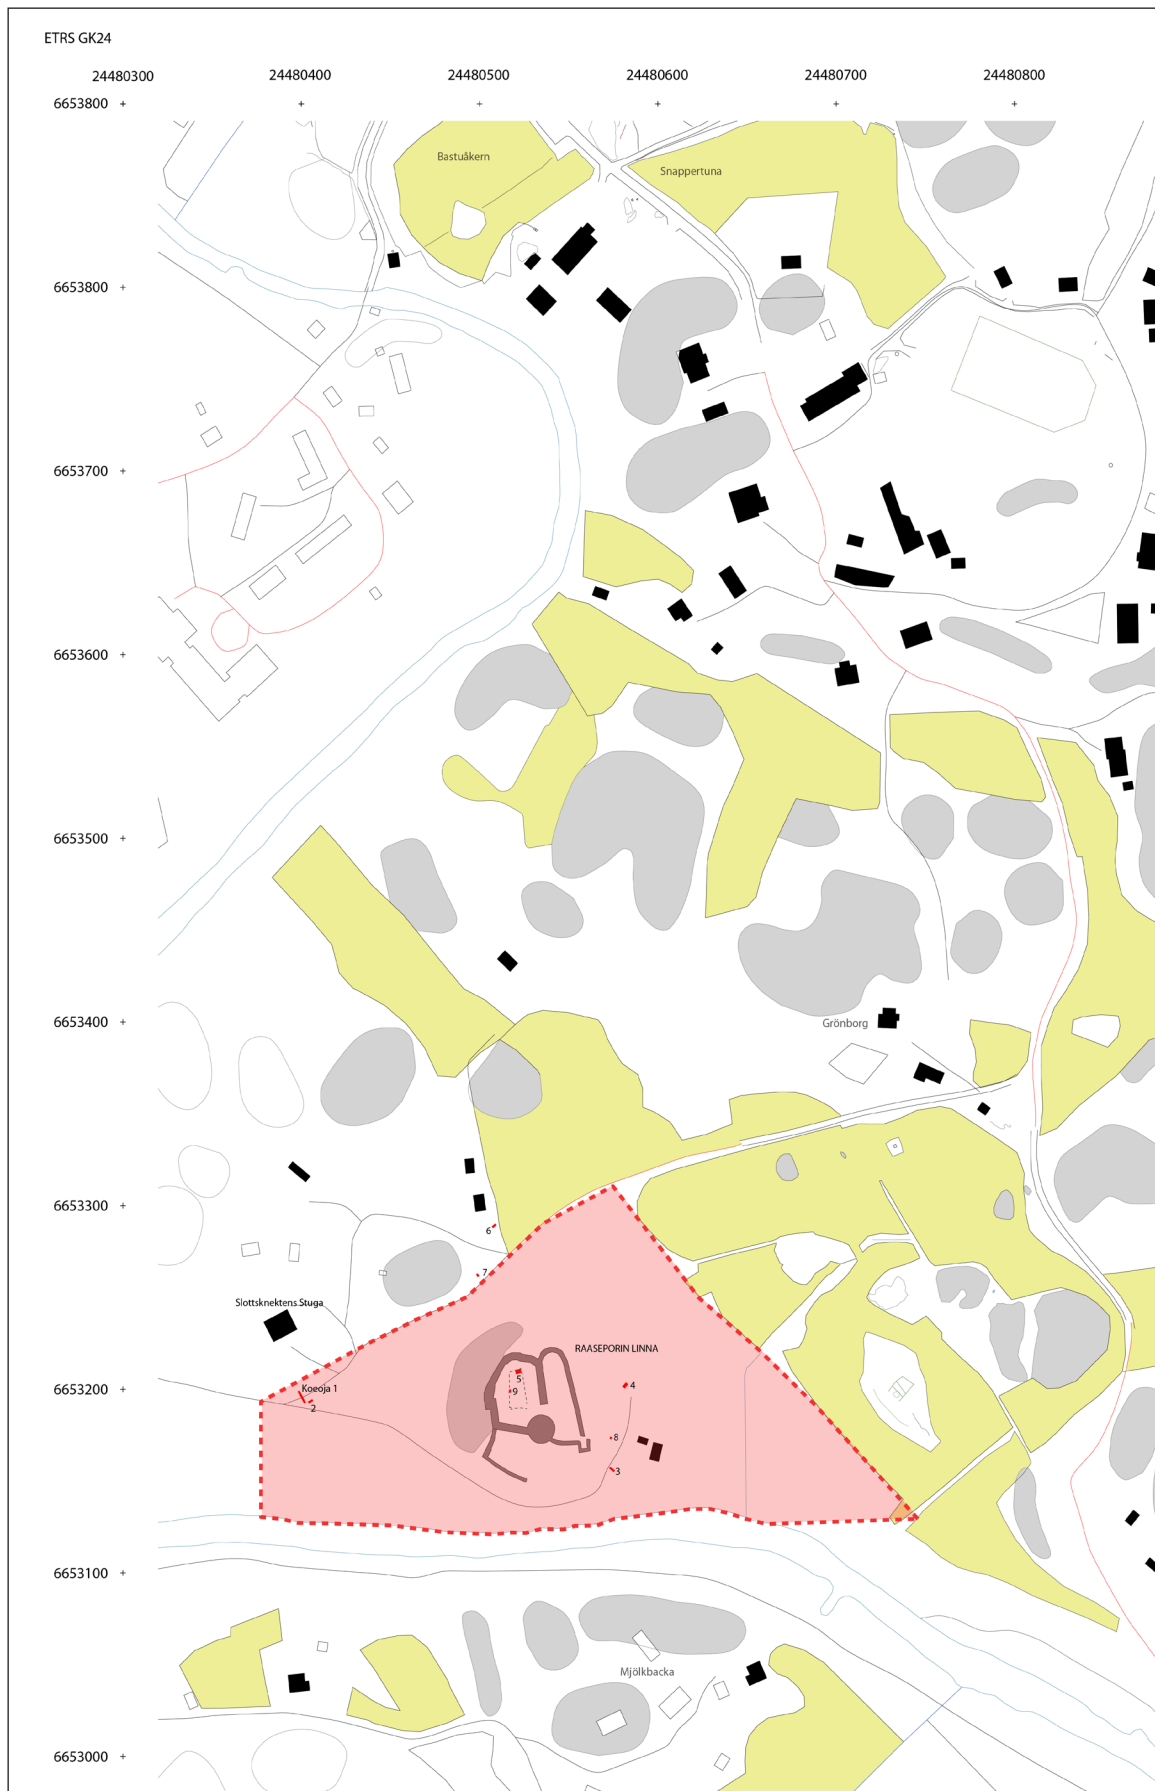 ETRS GK24
24480300 24480400 24480500 24480600 24480700 24480800
6653800
Bastuåkern
Snappertuna
6653800
6653700
6653600
6653500
6653400
Grönborg
6653300
6
7
Slottsknektens Stuga
RAASEPORIN LINNA
6653200
Koeoja 1
2
5
9
4
8
3
6653100
Mjölkbacka
6653000